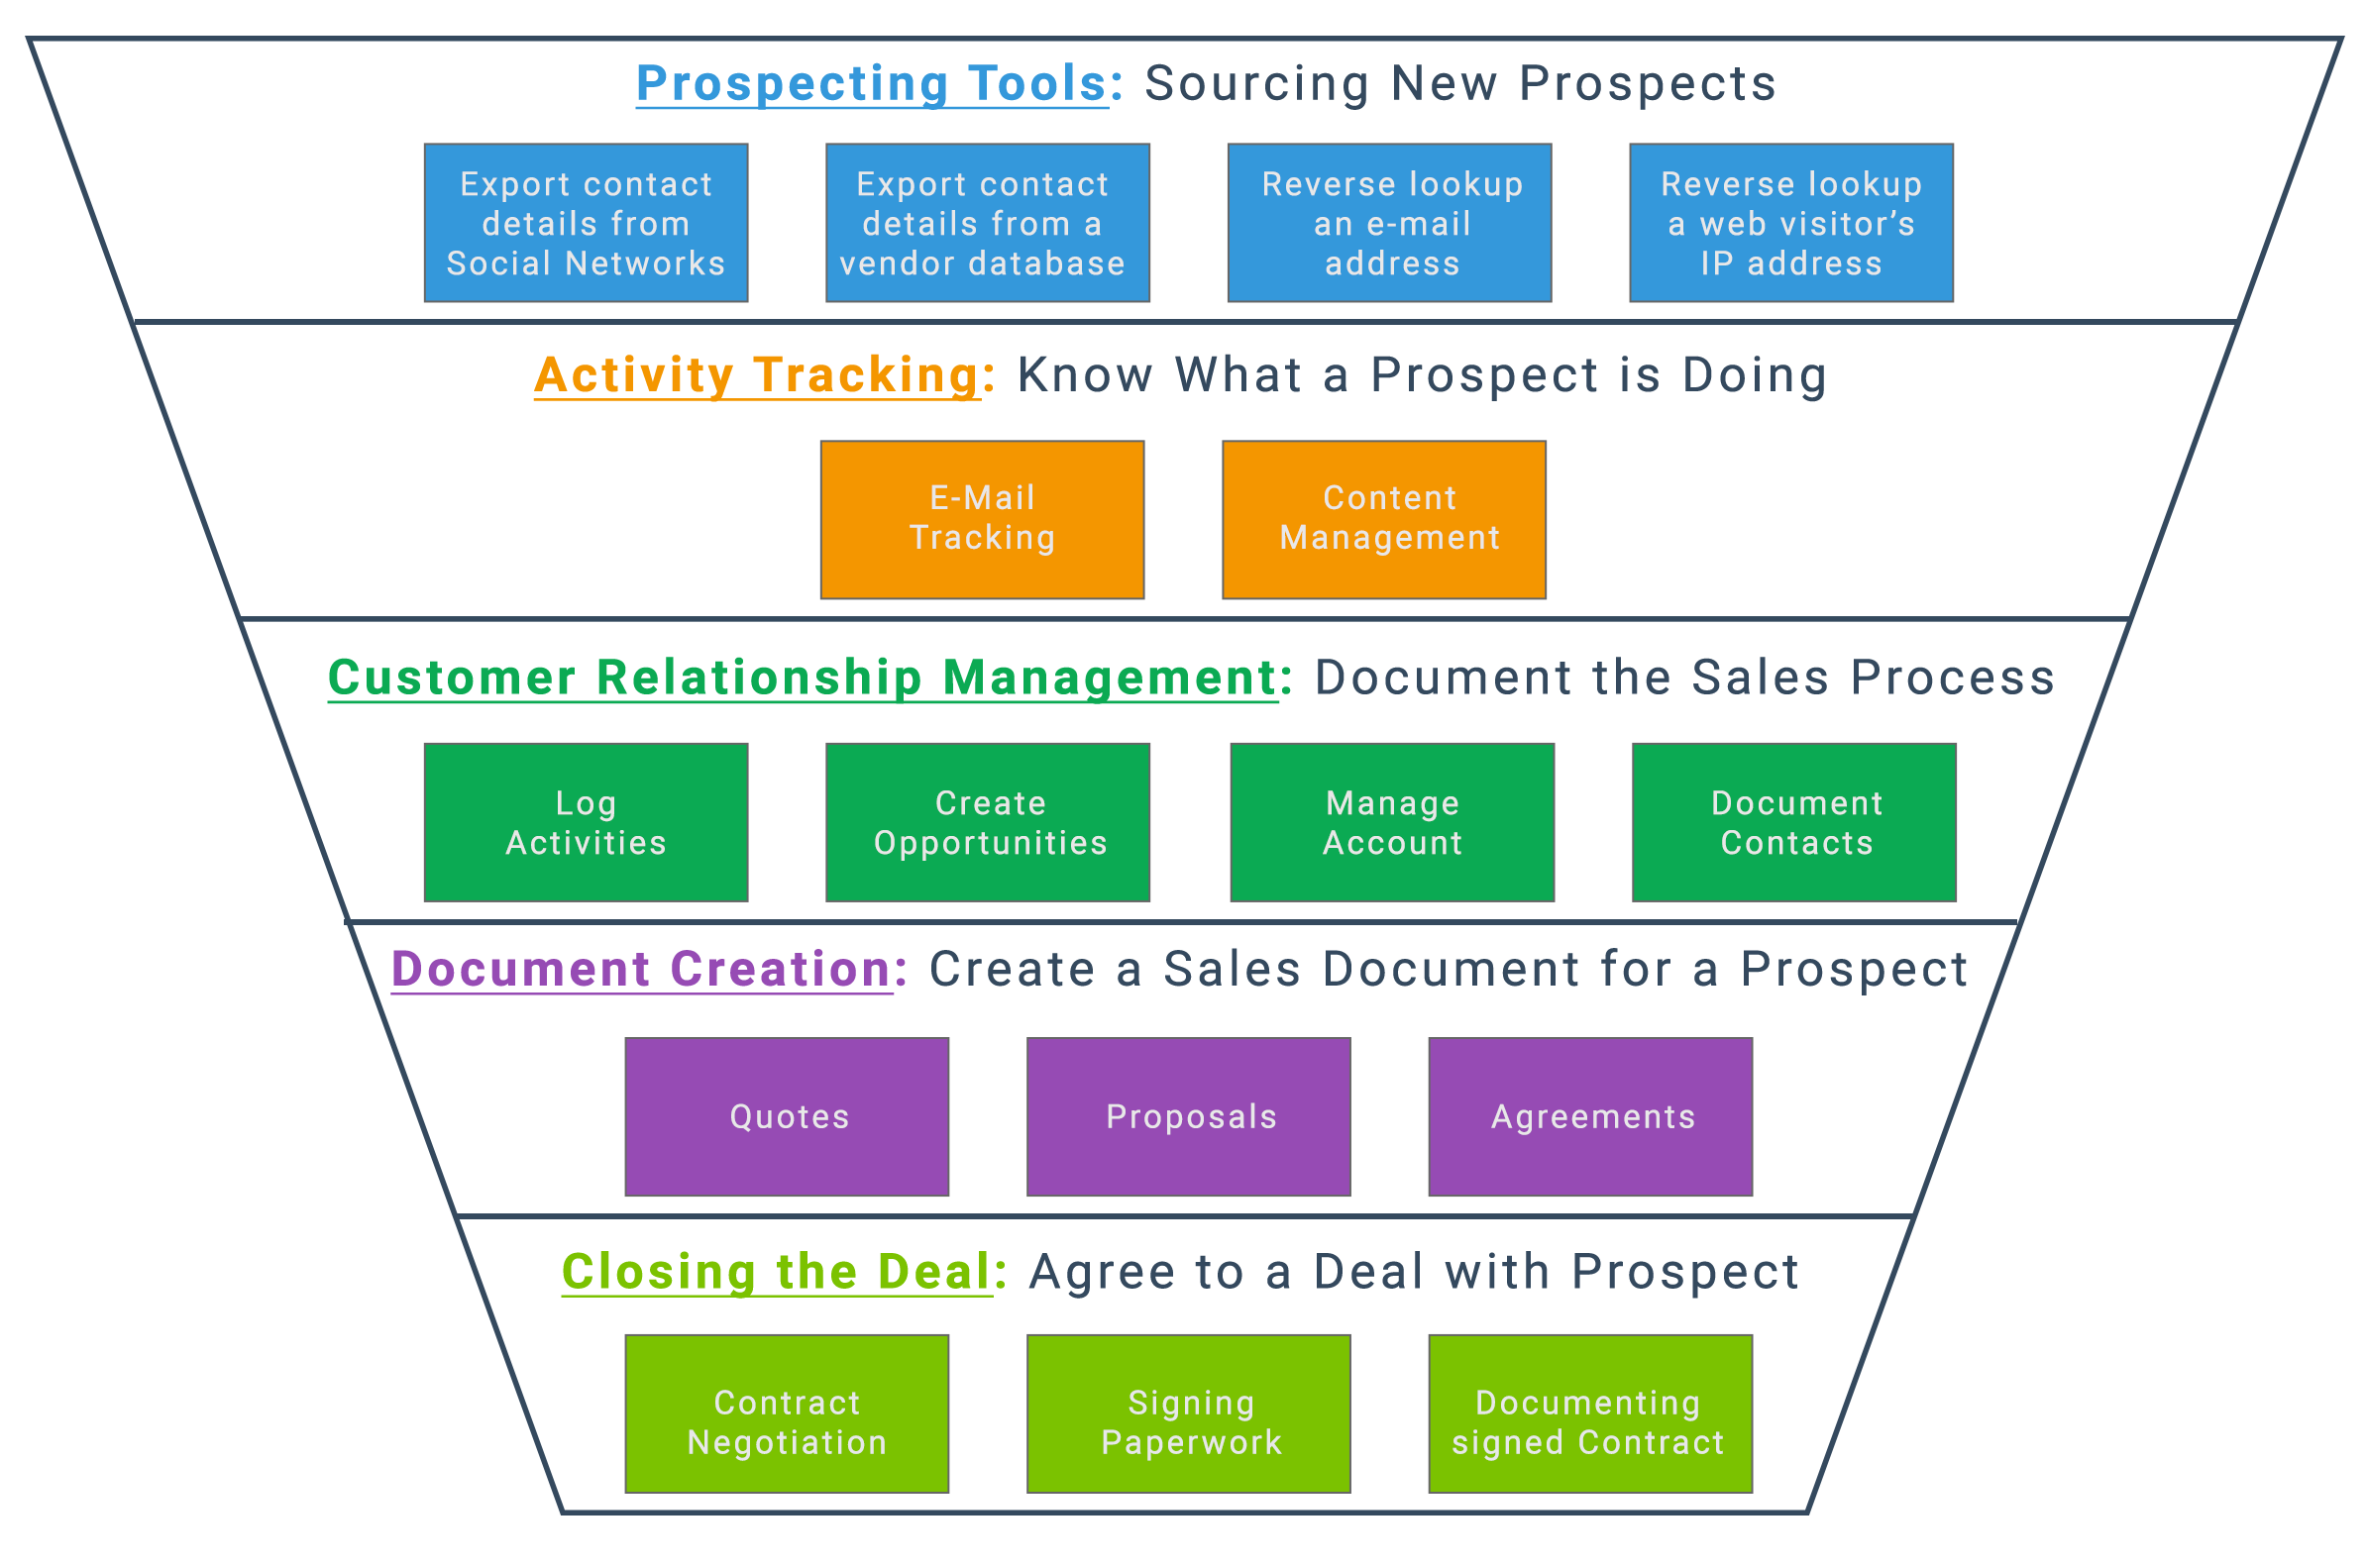 Prospecting Tools: Sourcing New Prospects
Export contact
details from
Social Networks
Export contact
details from a
vendor database
Reverse lookup
an e-mail
address
Reverse lookup
a web visitor’s
IP address
Activity Tracking: Know What a Prospect is Doing
E-Mail
Tracking
Content
Management
Customer Relationship Management: Document the Sales Process
Log
Activities
Create
Opportunities
Manage
Account
Document
Contacts
Document Creation: Create a Sales Document for a Prospect
Quotes
Proposals
Agreements
Closing the Deal: Agree to a Deal with Prospect
Contract
Negotiation
Signing
Paperwork
Documenting
signed Contract